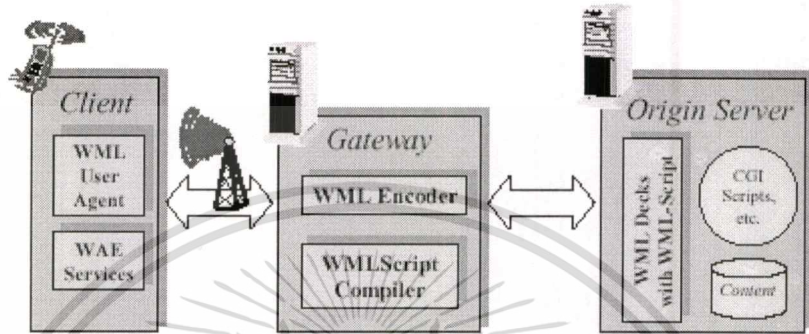 Client
WML
User
Agent
WAE
Services
Gateway
WML Encoder
WMLScript
Compiler
Origin Server
WML Decks
with WML-Script
CGI
Scripts,
etc.
Content